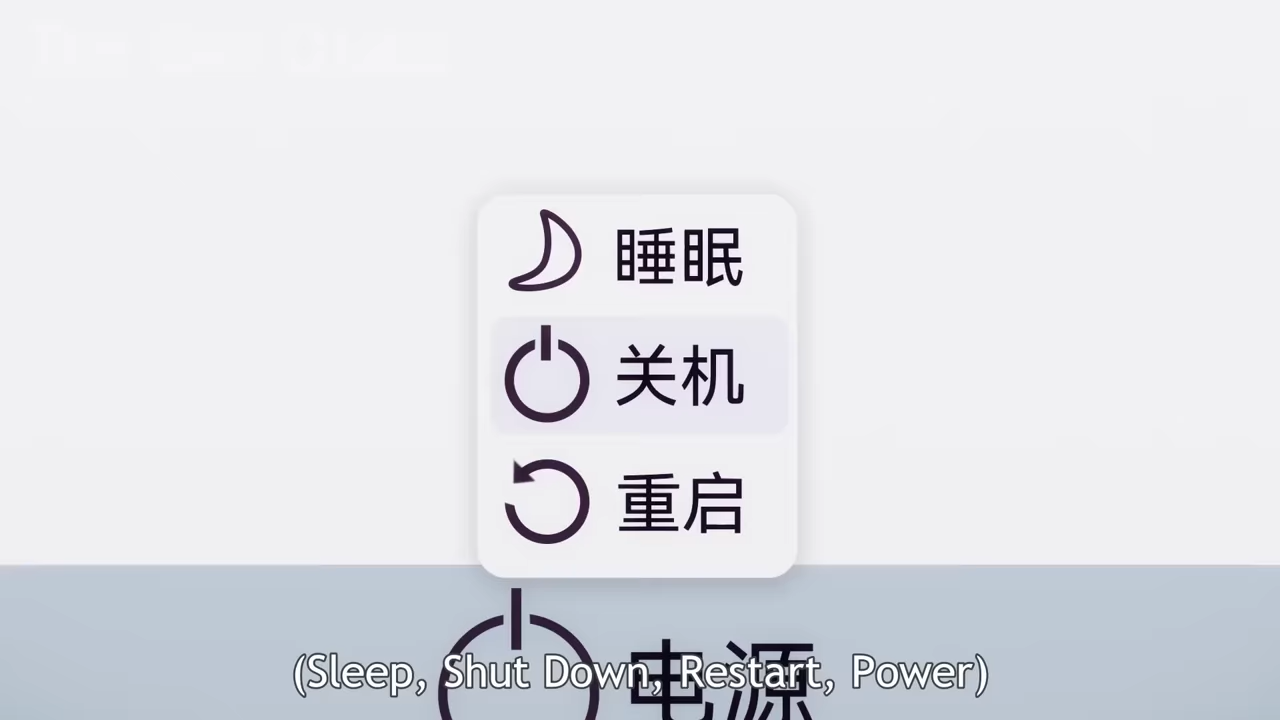 睡眠
关机
重启
电源
(Sleep, Shut Down, Restart, Power)